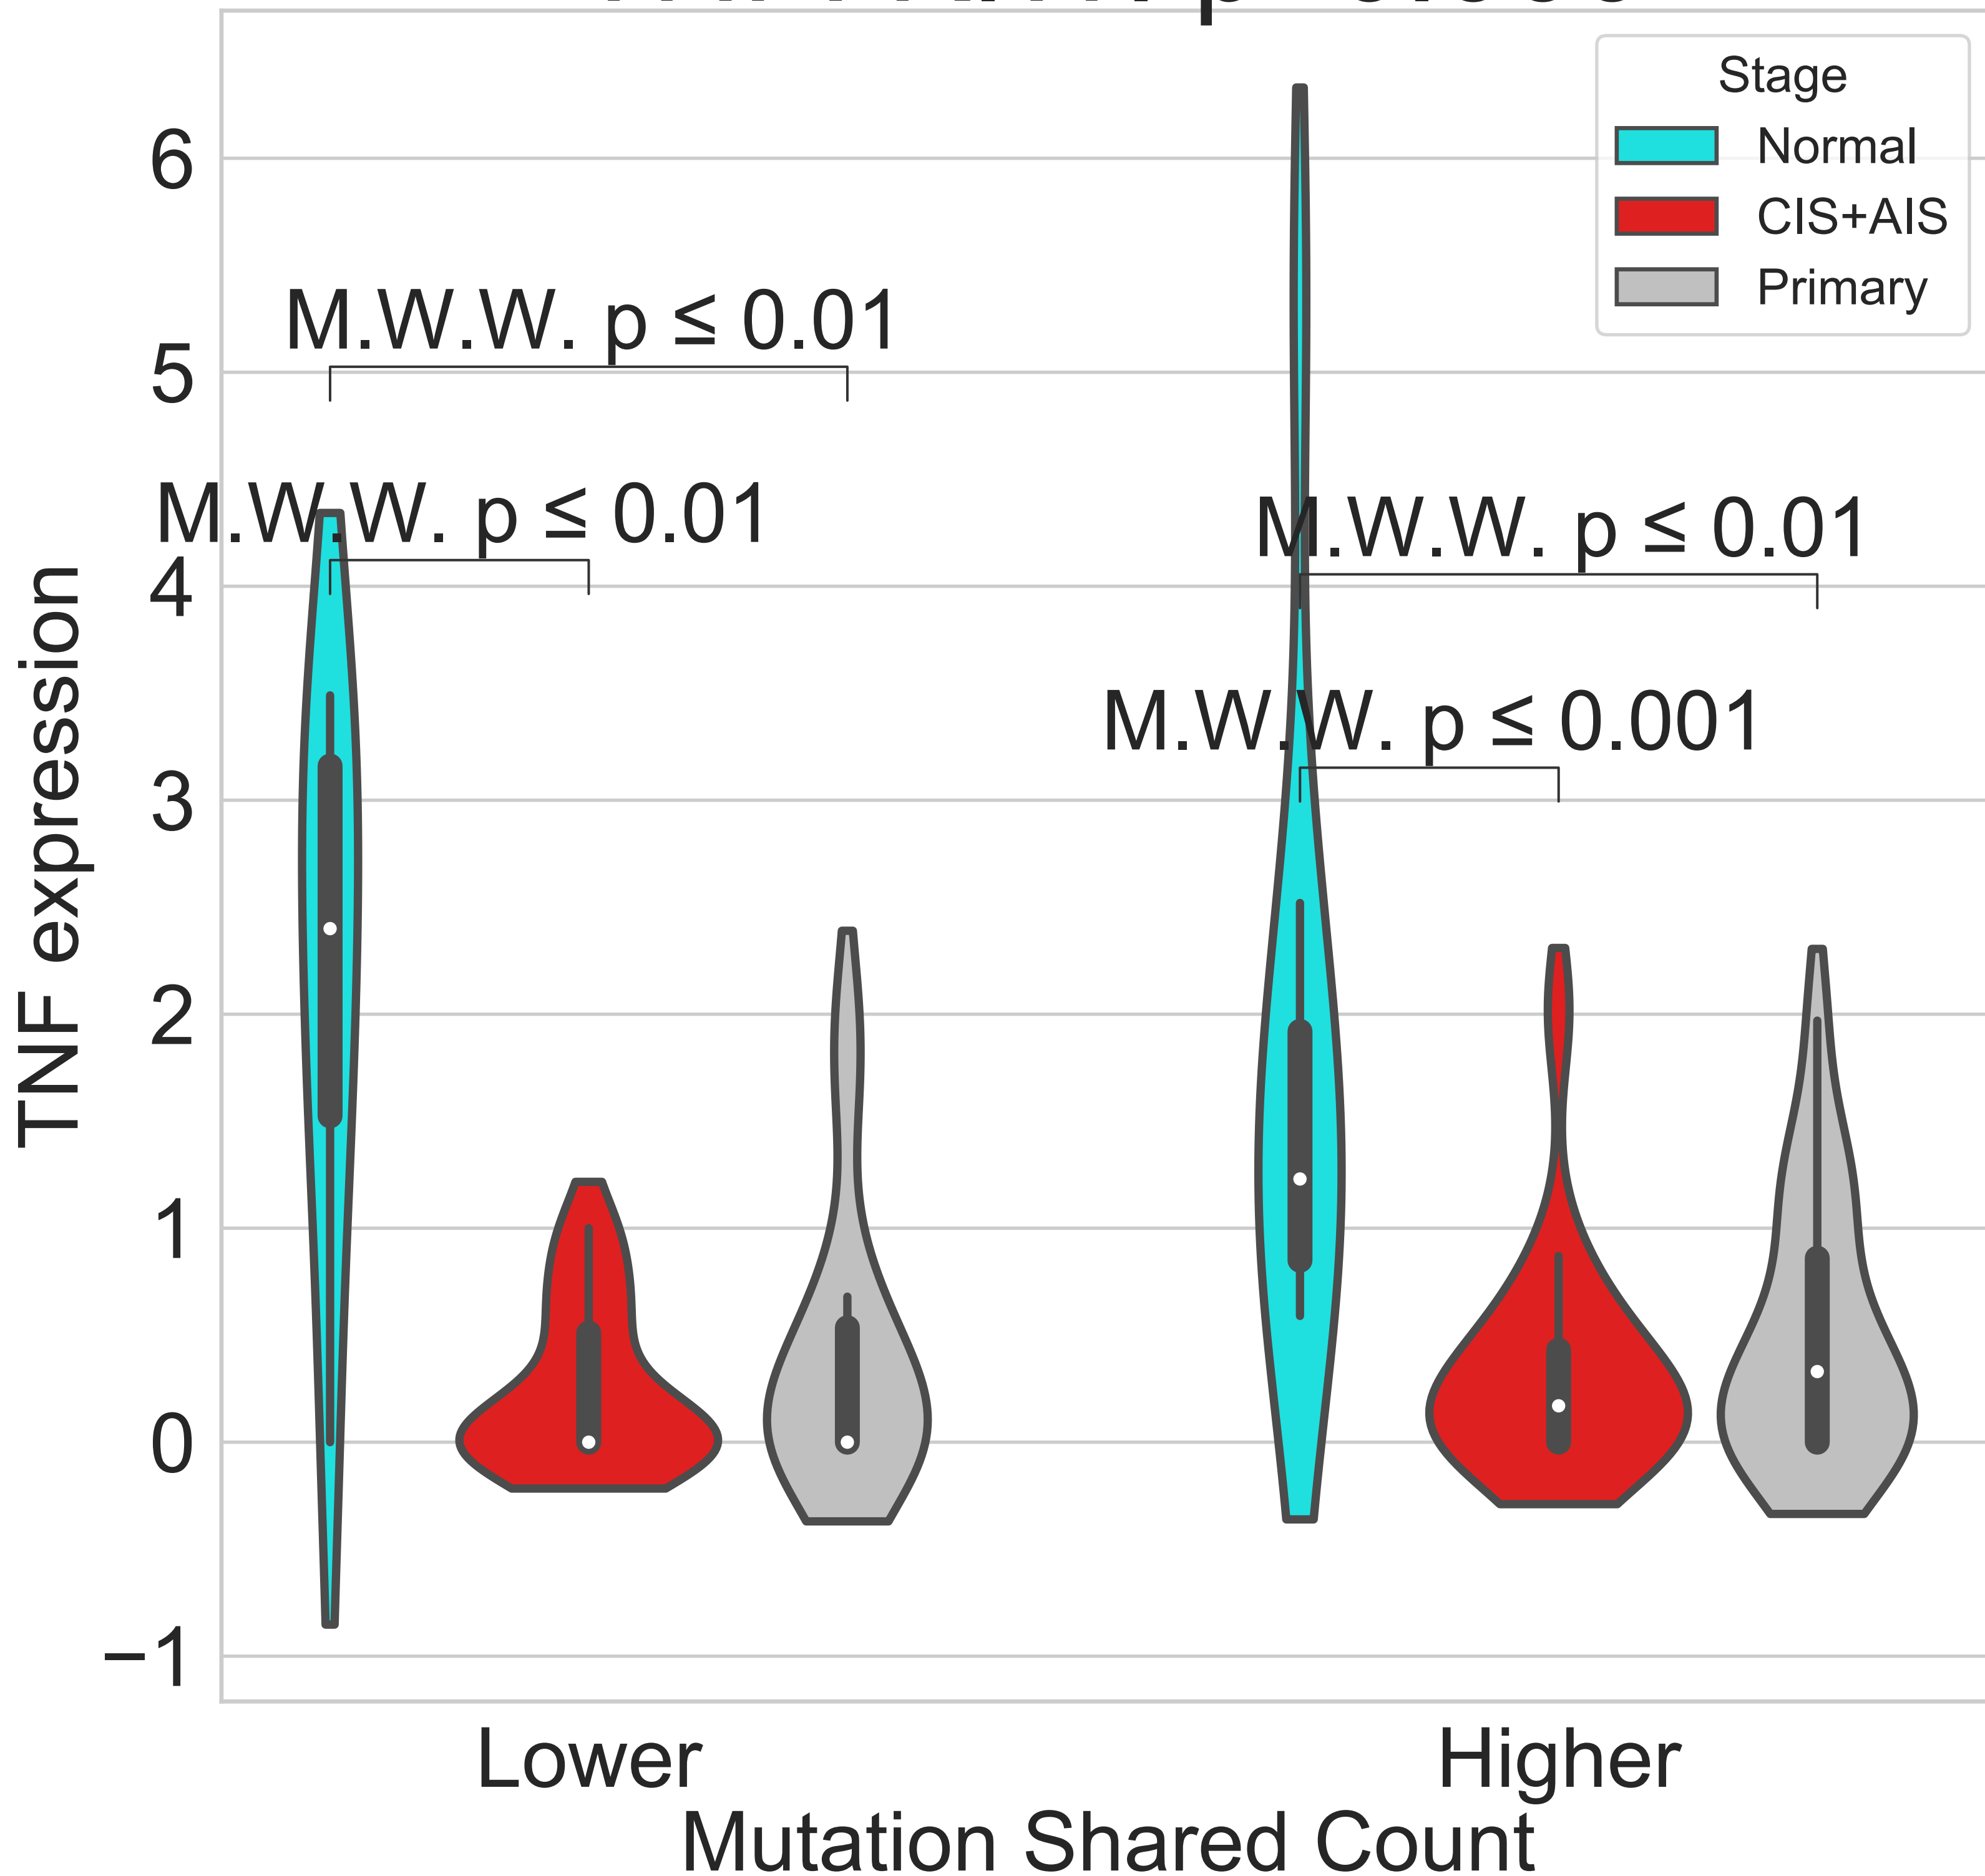 Stage
Normal
CIS+AIS
Primary
6
5
4
3
2
1
0
−1
TNF expression
M.W.W. p ≤ 0.01
M.W.W. p ≤ 0.01
M.W.W. p ≤ 0.01
M.W.W. p ≤ 0.001
Lower
Higher
Mutation Shared Count